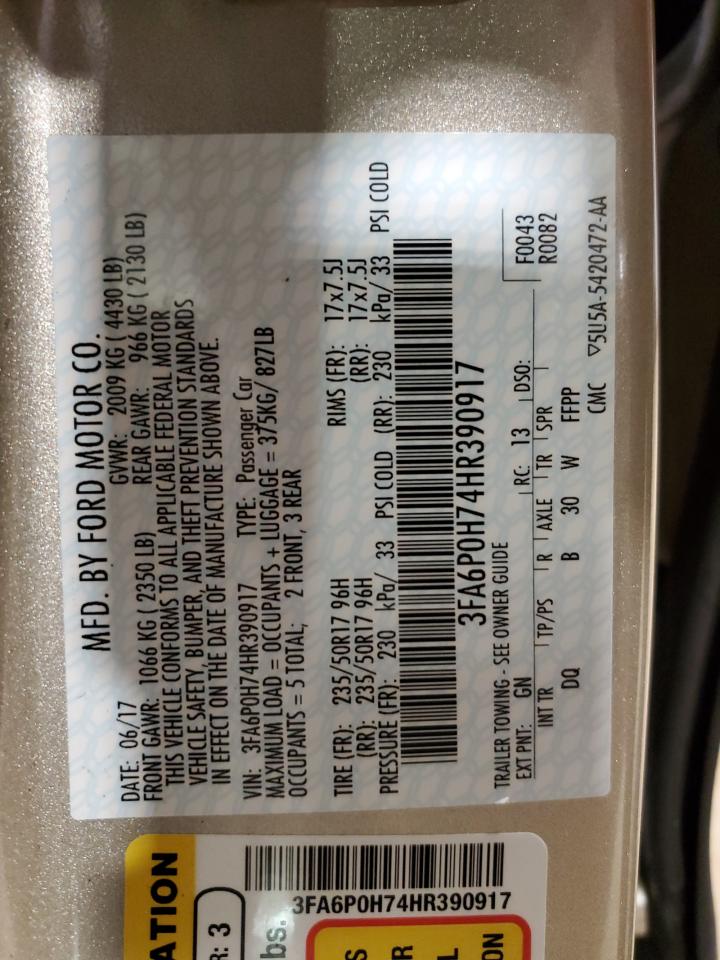 MFD. BY FORD MOTOR CO.
DATE: 06/17 GVWR: 2009 KG ( 4430 LB)
FRONT GAWR: 1066 KG ( 2350 LB) REAR GAWR: 966 KG ( 2130 LB)
THIS VEHICLE CONFORMS TO ALL APPLICABLE FEDERAL MOTOR
VEHICLE SAFETY, BUMPER, AND THEFT PREVENTION STANDARDS
IN EFFECT ON THE DATE OF MANUFACTURE SHOWN ABOVE.
VIN: 3FA6P0H74HR390917 TYPE: Passenger Car
MAXIMUM LOAD = OCCUPANTS + LUGGAGE = 375KG/ 827LB
OCCUPANTS = 5 TOTAL; 2 FRONT, 3 REAR
TIRE (FR): 235/50R17 96H RIMS (FR): 17x7.5J
(RR): 235/50R17 96H (RR): 17x7.5J
PRESSURE (FR): 230 kPa/ 33 PSI COLD (RR): 230 kPa/ 33 PSI COLD
3FA6P0H74HR390917
TRAILER TOWING - SEE OWNER GUIDE F0043
EXT PNT: GN RC: 13 DSO: R0082
INT TR TP/PS R AXLE TR SPR
DQ B 30 W FFPP
CMC ▽5U5A-5420472-AA
ATION
R: 3
bs.
3FA6P0H74HR390917
S
R
L
ON